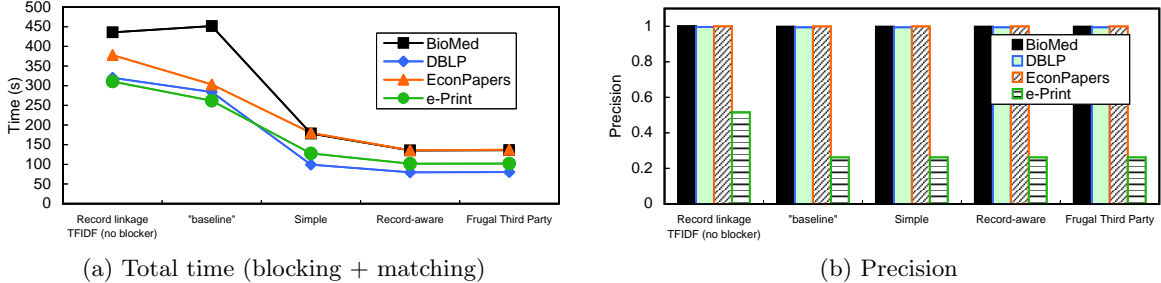 500
450
400
350
300
250
200
150
100
50
0
Time (s)
BioMed
DBLP
EconPapers
e-Print
Record linkage
TFIDF (no blocker)
"baseline"
Simple
Record-aware
Frugal Third Party
(a) Total time (blocking + matching)
1
0.8
0.6
0.4
0.2
0
Precision
BioMed
DBLP
EconPapers
e-Print
Record linkage
TFIDF (no blocker)
"baseline"
Simple
Record-aware
Frugal Third Party
(b) Precision